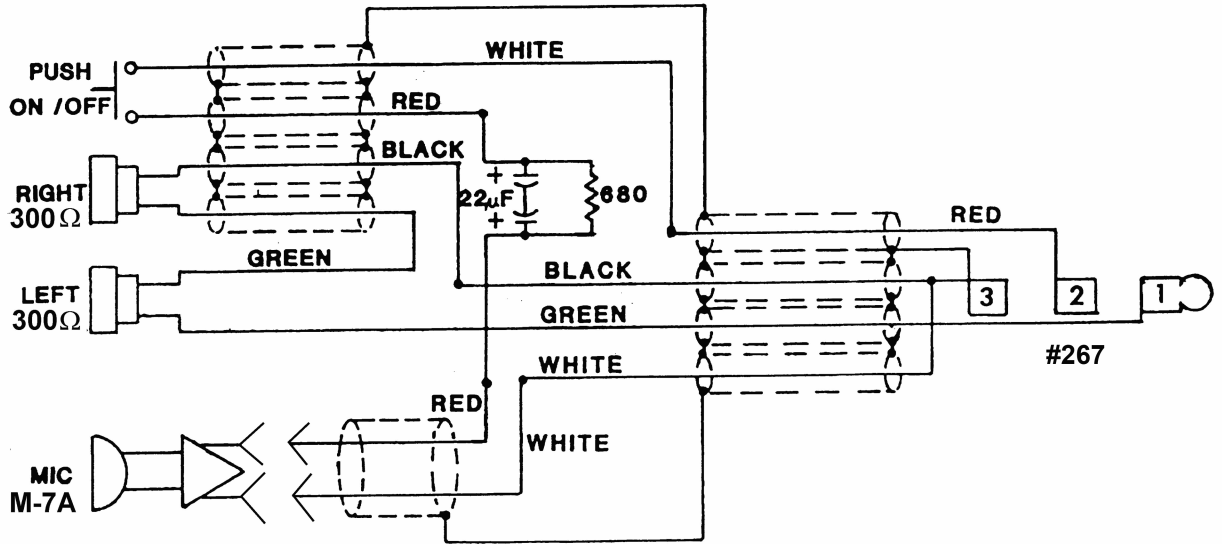 PUSH
ON /OFF
WHITE
RED
BLACK
RIGHT
300Ω
+
22µF
+
680
GREEN
LEFT
300Ω
RED
BLACK
GREEN
3
2
1
#267
WHITE
RED
WHITE
MIC
M-7A